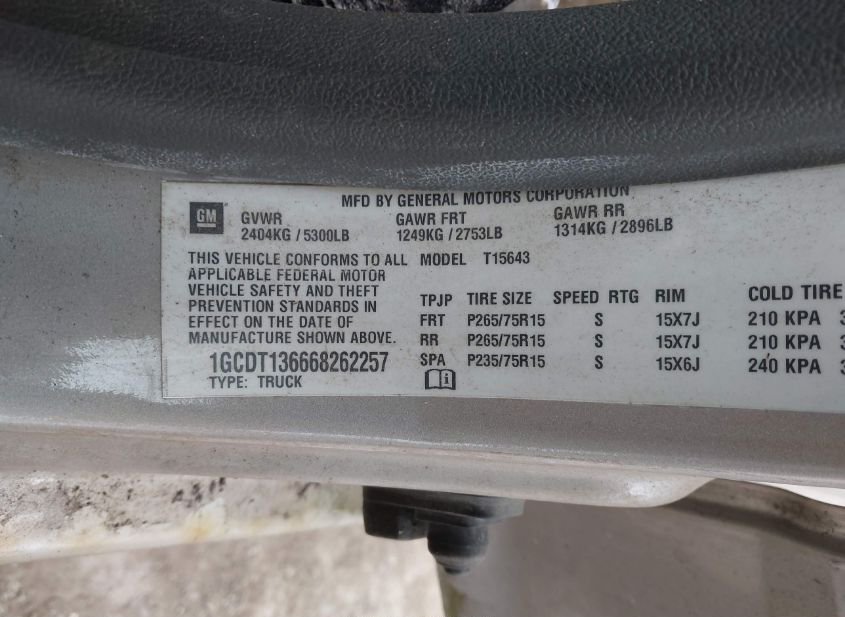 MFD BY GENERAL MOTORS CORPORATION
GM
GVWR GAWR FRT GAWR RR
2404KG / 5300LB 1249KG / 2753LB 1314KG / 2896LB
THIS VEHICLE CONFORMS TO ALL
APPLICABLE FEDERAL MOTOR
VEHICLE SAFETY AND THEFT
PREVENTION STANDARDS IN
EFFECT ON THE DATE OF
MANUFACTURE SHOWN ABOVE.
1GCDT136668262257
TYPE: TRUCK
MODEL T15643
TPJP TIRE SIZE SPEED RTG RIM COLD TIRE
FRT P265/75R15 S 15X7J 210 KPA
RR P265/75R15 S 15X7J 210 KPA
SPA P235/75R15 S 15X6J 240 KPA